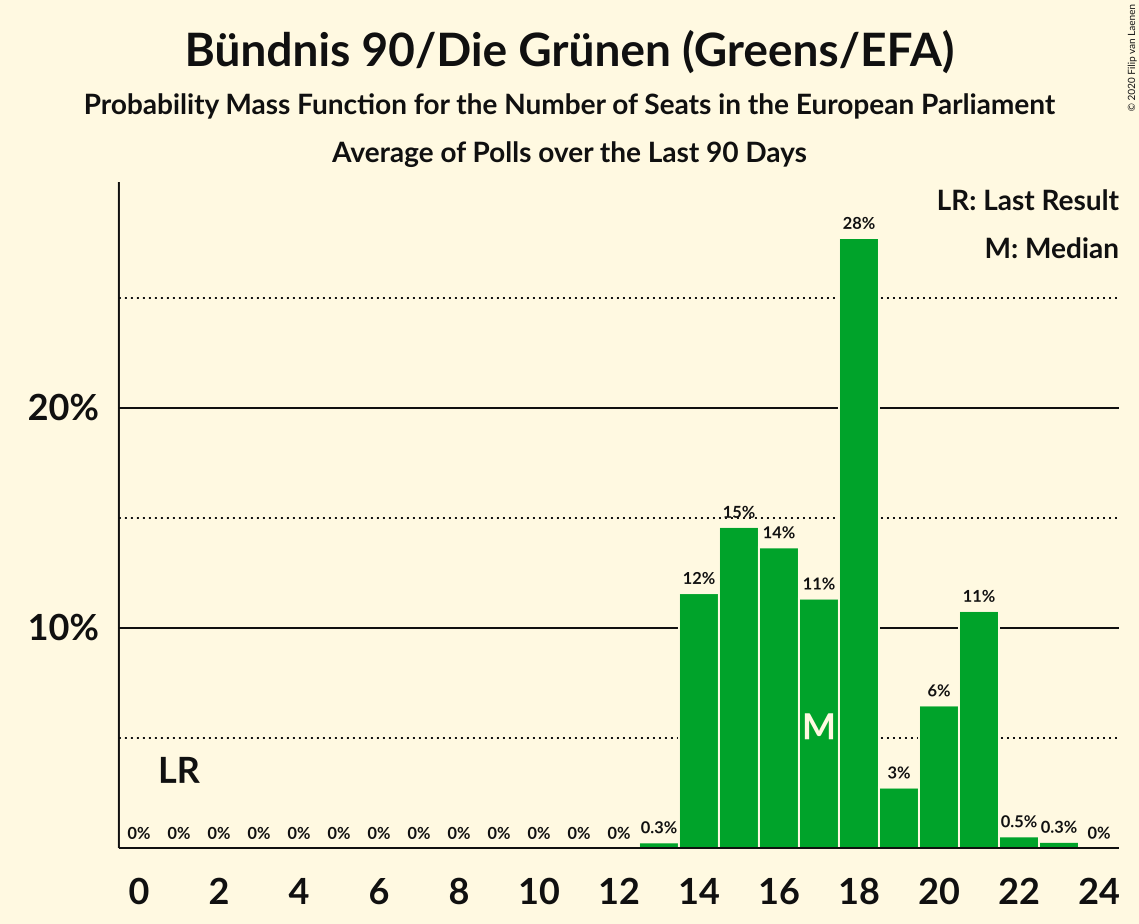 Bündnis 90/Die Grünen (Greens/EFA)
Probability Mass Function for the Number of Seats in the European Parliament
Average of Polls over the Last 90 Days
© 2020 Filip van Laenen
LR: Last Result
M: Median
28%
20%
15%
14%
12%
11%
11%
10%
6%
M
LR
3%
0% 0% 0% 0% 0% 0% 0% 0% 0% 0% 0% 0% 0% 0.3% 0.5% 0.3% 0%
0 2 4 6 8 10 12 14 16 18 20 22 24